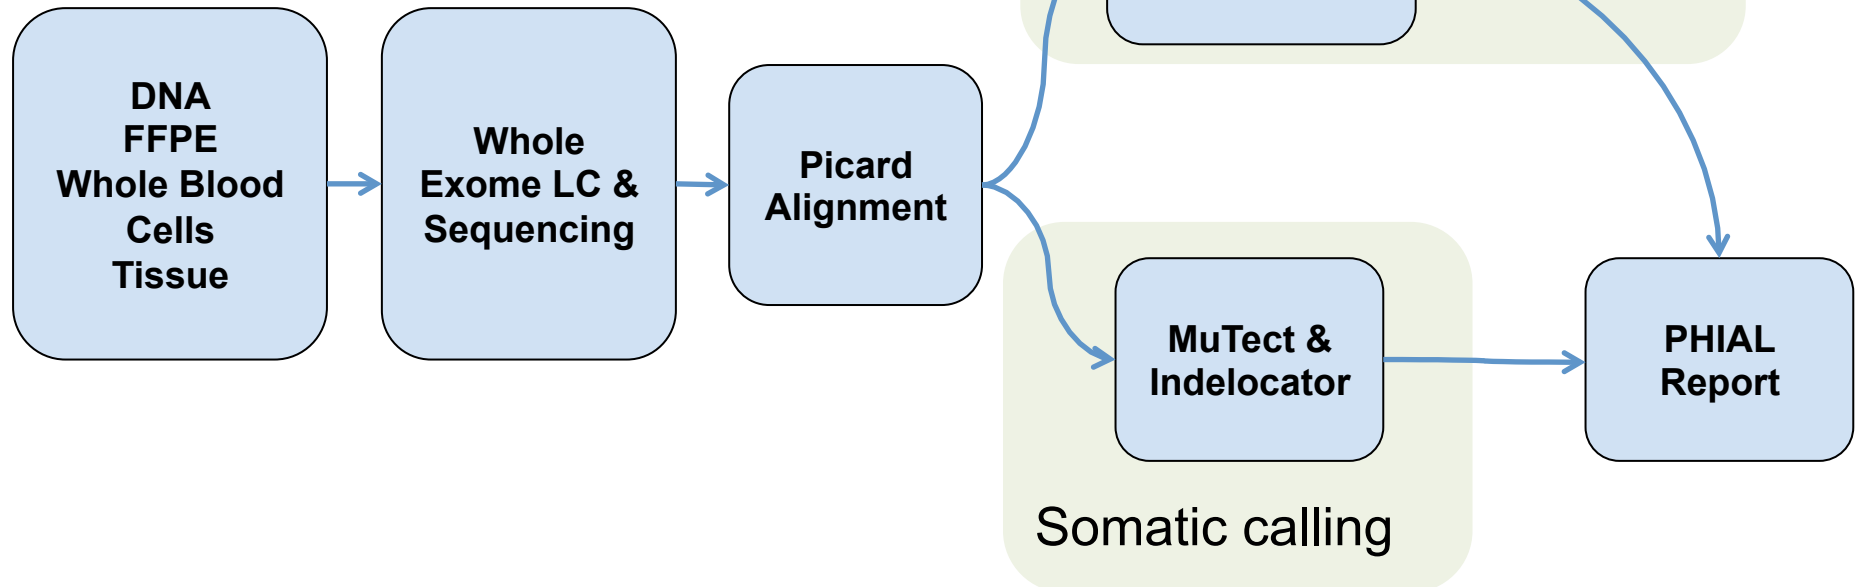 DNA
FFPE
Whole Blood
Cells
Tissue
Whole
Exome LC &
Sequencing
Picard
Alignment
MuTect &
Indelocator
PHIAL
Report
Somatic calling